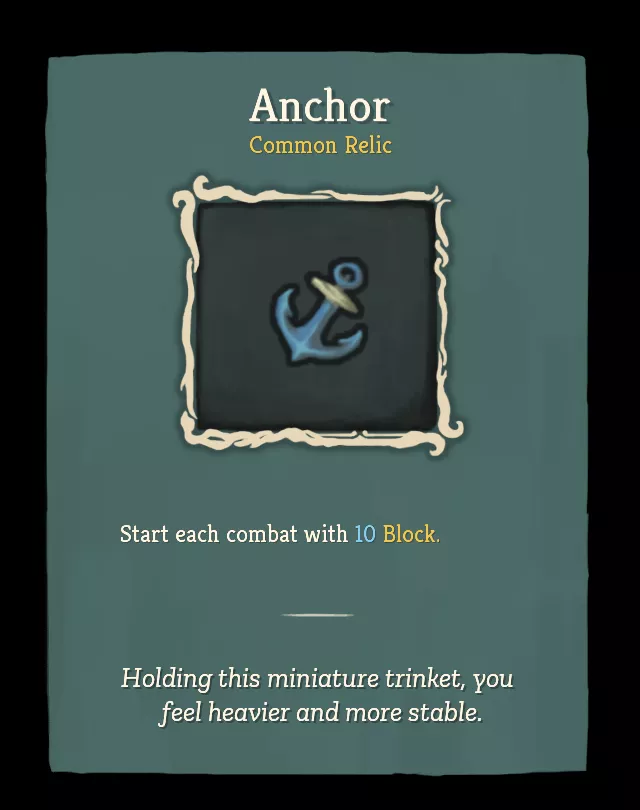 Anchor
Common Relic
Start each combat with 10 Block.
Holding this miniature trinket, you
feel heavier and more stable.